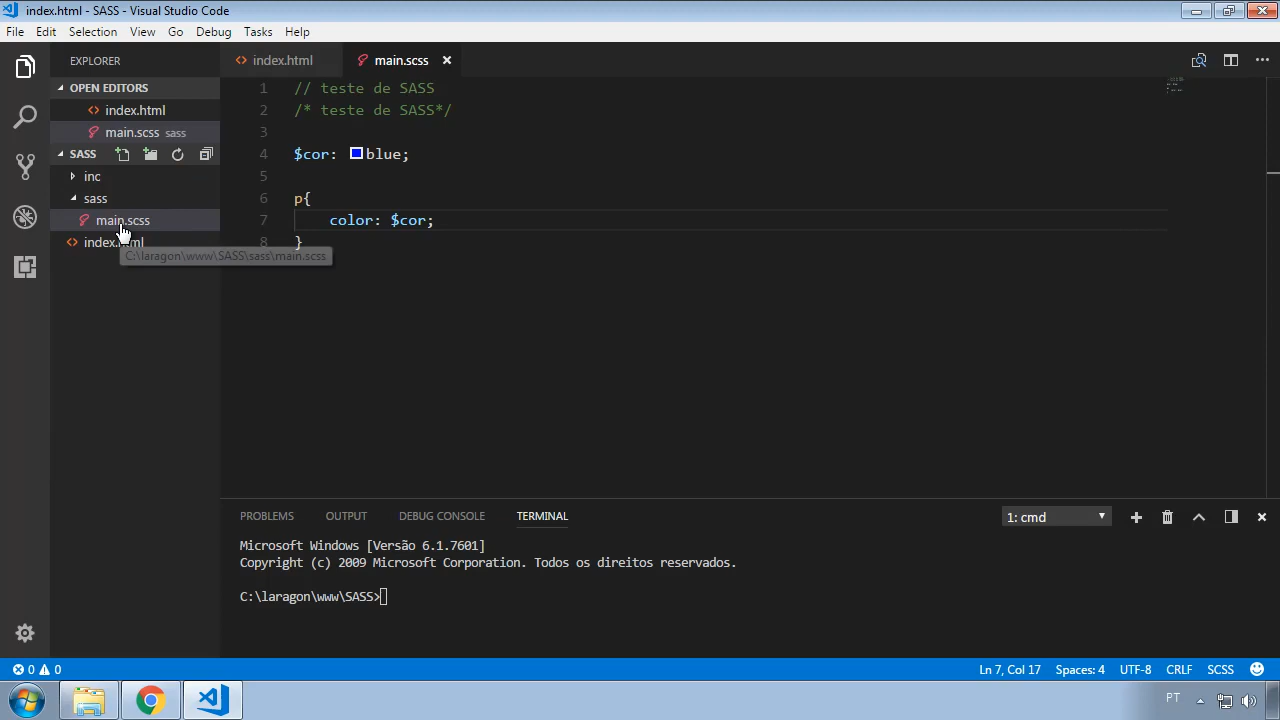 index.html - SASS - Visual Studio Code
File Edit Selection View Go Debug Tasks Help
EXPLORER
OPEN EDITORS
index.html
main.scss sass
SASS
inc
sass
main.scss
index.html
C:\laragon\www\SASS\sass\main.scss
index.html main.scss
1 // teste de SASS
2 /* teste de SASS*/
3
4 $cor: blue;
5
6 p{
7 color: $cor;
8 }
PROBLEMS OUTPUT DEBUG CONSOLE TERMINAL
1: cmd
Microsoft Windows [Versão 6.1.7601]
Copyright (c) 2009 Microsoft Corporation. Todos os direitos reservados.
C:\laragon\www\SASS>
0 0
Ln 7, Col 17 Spaces: 4 UTF-8 CRLF SCSS
PT